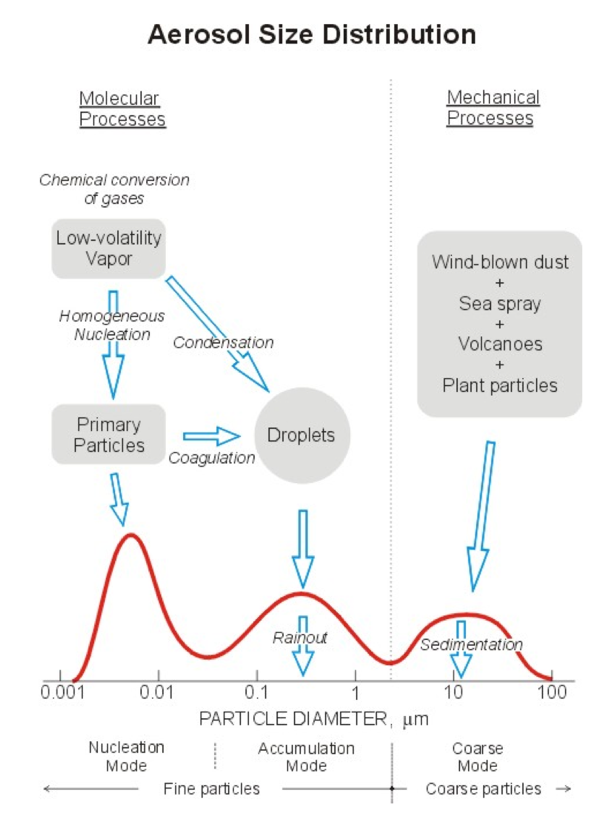 Aerosol Size Distribution
Molecular
Processes
Mechanical
Processes
Chemical conversion
of gases
Low-volatility
Vapor
Wind-blown dust
+
Sea spray
+
Volcanoes
+
Plant particles
Homogeneous
Nucleation
Condensation
Primary
Particles
Droplets
Coagulation
Rainout
Sedimentation
0.001 0.01 0.1 1 10 100
PARTICLE DIAMETER, μm
Nucleation
Mode
Accumulation
Mode
Coarse
Mode
Fine particles
Coarse particles